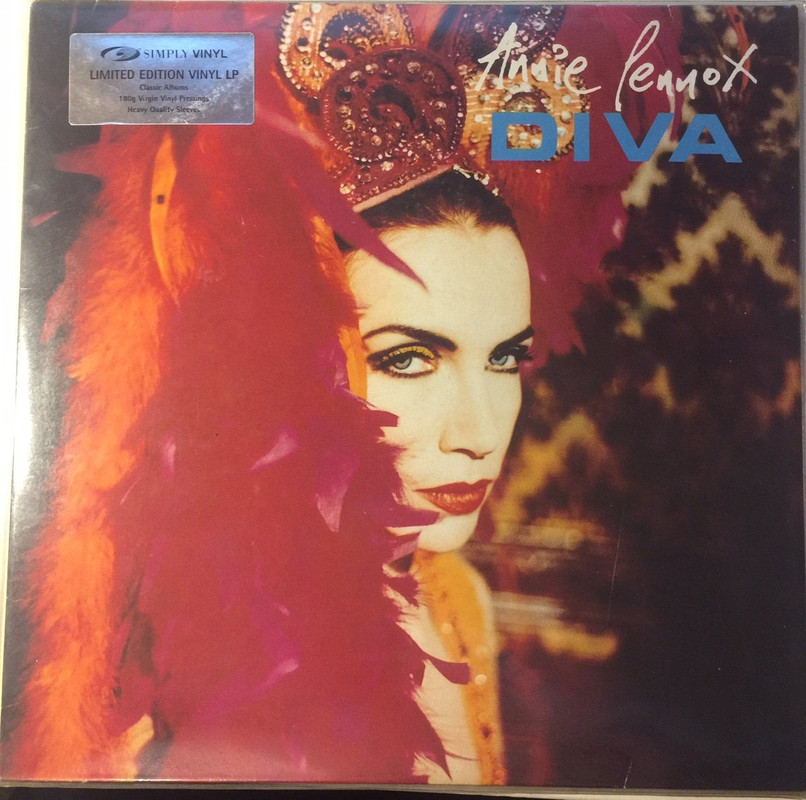 SIMPLY VINYL
LIMITED EDITION VINYL LP
Classic Albums
180g Virgin Vinyl Pressings
Heavy Quality Sleeves
Annie Lennox
DIVA